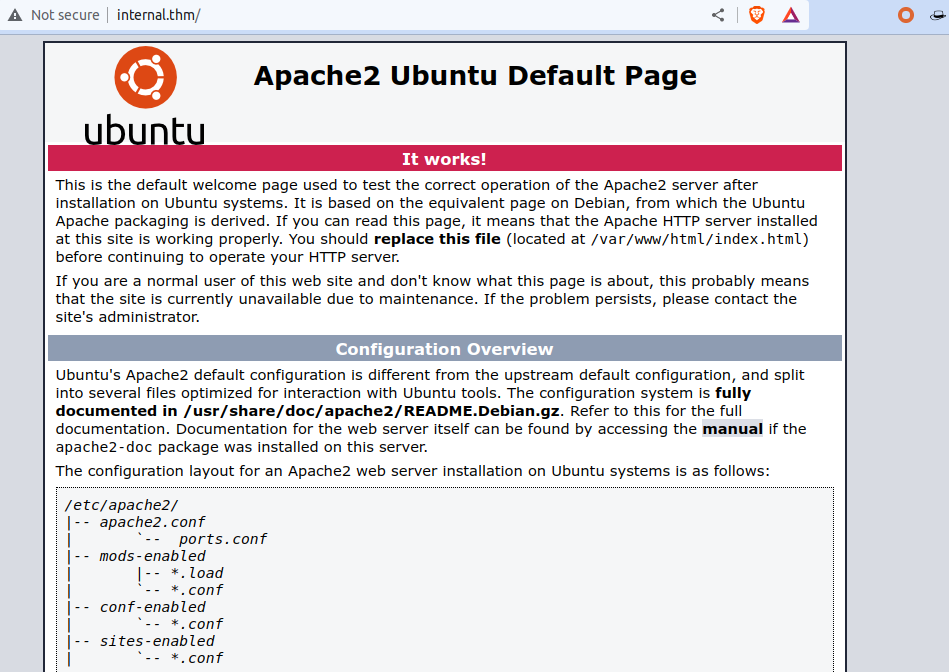 Not secure internal.thm/
Apache2 Ubuntu Default Page
ubuntu
It works!
This is the default welcome page used to test the correct operation of the Apache2 server after
installation on Ubuntu systems. It is based on the equivalent page on Debian, from which the Ubuntu
Apache packaging is derived. If you can read this page, it means that the Apache HTTP server installed
at this site is working properly. You should replace this file (located at /var/www/html/index.html)
before continuing to operate your HTTP server.
If you are a normal user of this web site and don't know what this page is about, this probably means
that the site is currently unavailable due to maintenance. If the problem persists, please contact the
site's administrator.
Configuration Overview
Ubuntu's Apache2 default configuration is different from the upstream default configuration, and split
into several files optimized for interaction with Ubuntu tools. The configuration system is fully
documented in /usr/share/doc/apache2/README.Debian.gz. Refer to this for the full
documentation. Documentation for the web server itself can be found by accessing the manual if the
apache2-doc package was installed on this server.
The configuration layout for an Apache2 web server installation on Ubuntu systems is as follows:
/etc/apache2/
|-- apache2.conf
|       `--  ports.conf
|-- mods-enabled
|       |-- *.load
|       `-- *.conf
|-- conf-enabled
|       `-- *.conf
|-- sites-enabled
|       `-- *.conf